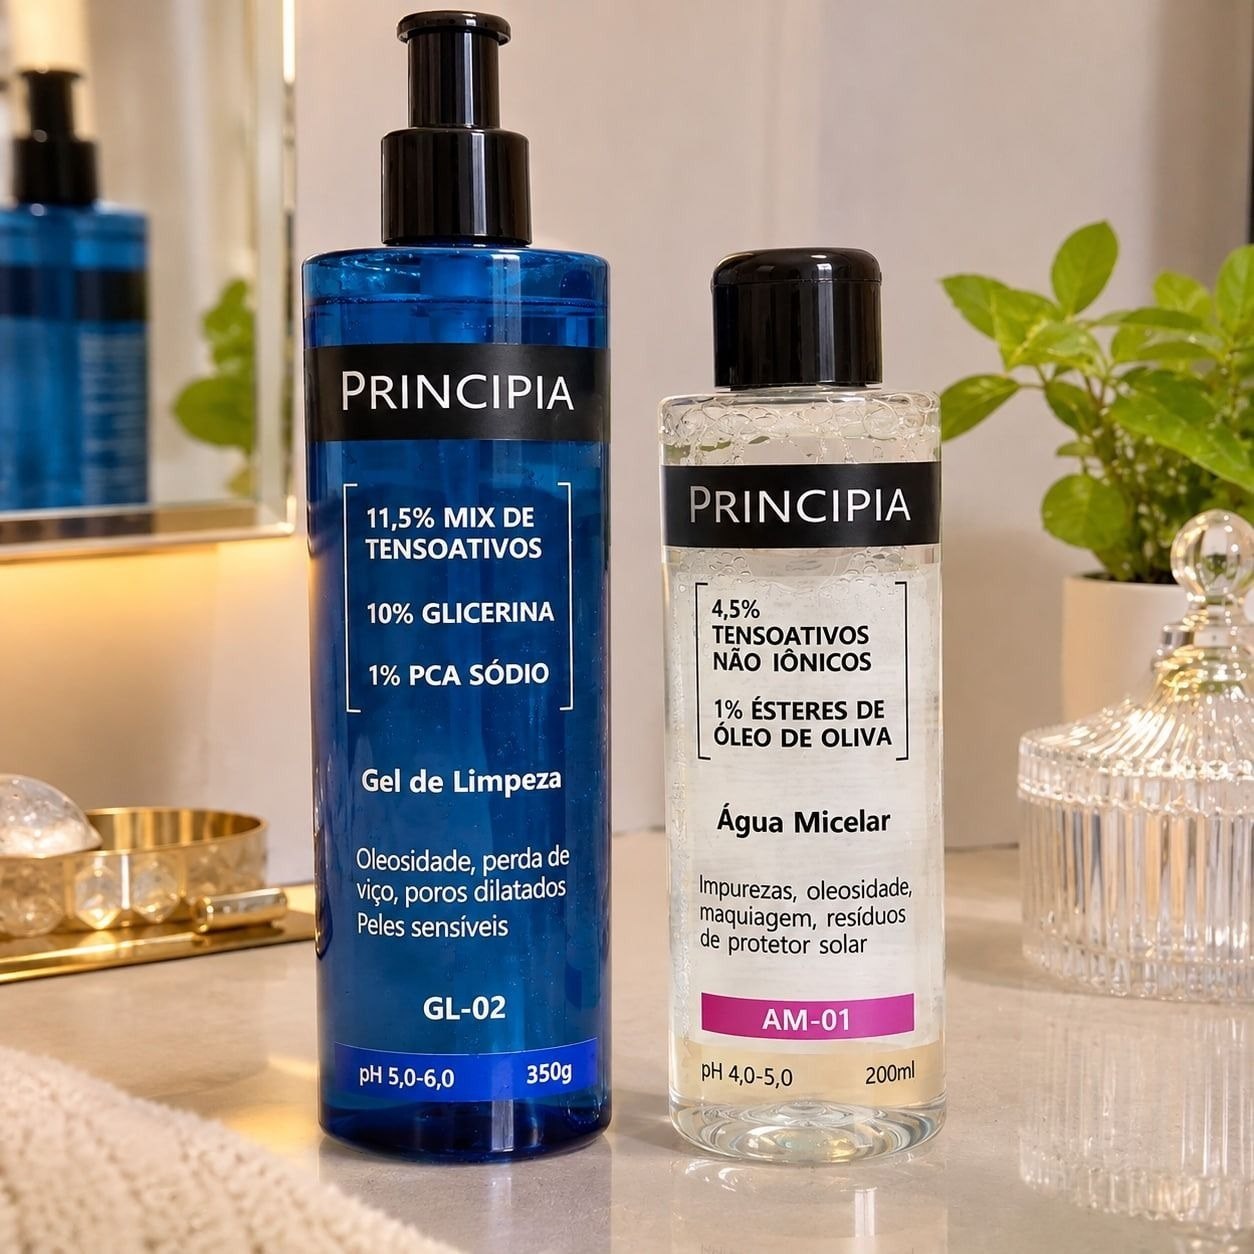 PRINCIPIA
11,5% MIX DE
TENSOATIVOS
10% GLICERINA
1% PCA SÓDIO
Gel de Limpeza
Oleosidade, perda de
viço, poros dilatados
Peles sensíveis
GL-02
pH 5,0-6,0 350g
PRINCIPIA
4,5%
TENSOATIVOS
NÃO IÔNICOS
1% ÉSTERES DE
ÓLEO DE OLIVA
Água Micelar
Impurezas, oleosidade,
maquiagem, resíduos
de protetor solar
AM-01
pH 4,0-5,0 200ml